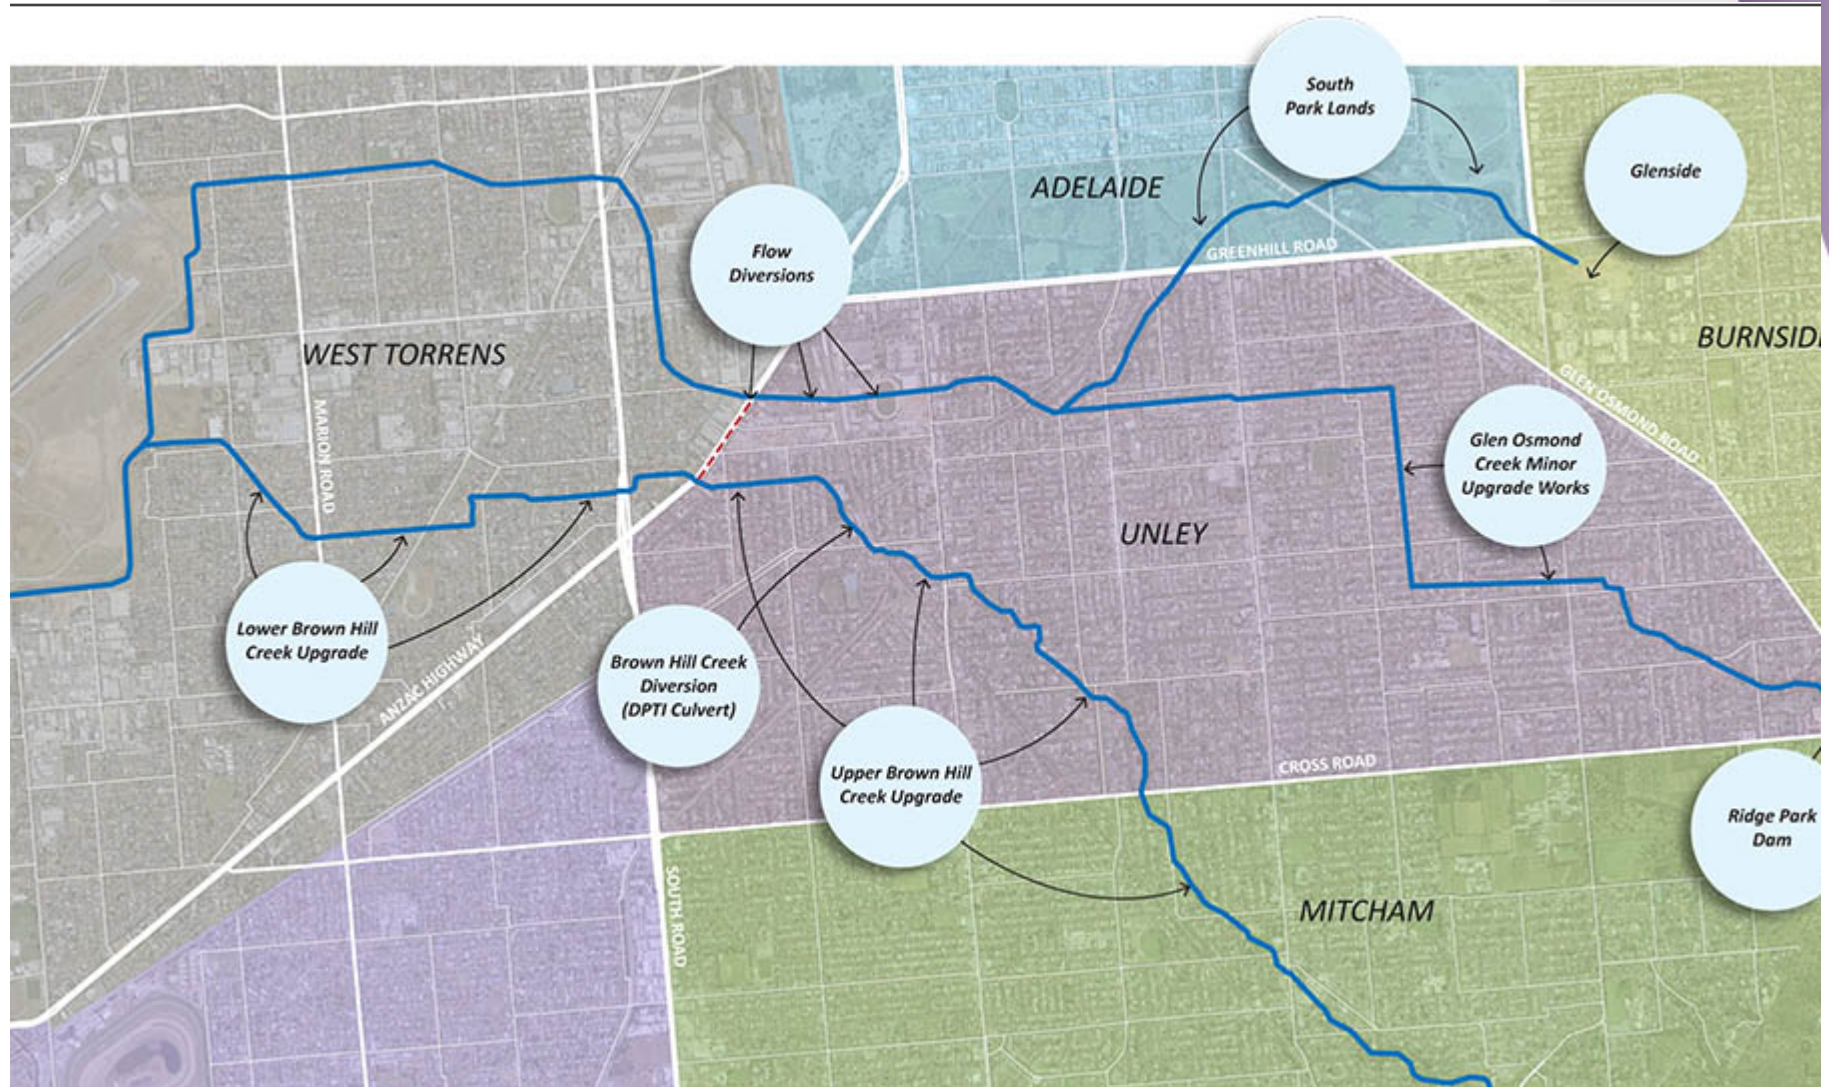 South
Park Lands
Glenside
ADELAIDE
Flow
Diversions
GREENHILL ROAD
WEST TORRENS
BURNSID
GLEN OSMOND ROAD
MARION ROAD
Glen Osmond
Creek Minor
Upgrade Works
UNLEY
Lower Brown Hill
Creek Upgrade
ANZAC HIGHWAY
Brown Hill Creek
Diversion
(DPTI Culvert)
Upper Brown Hill
Creek Upgrade
CROSS ROAD
Ridge Park
Dam
SOUTH ROAD
MITCHAM